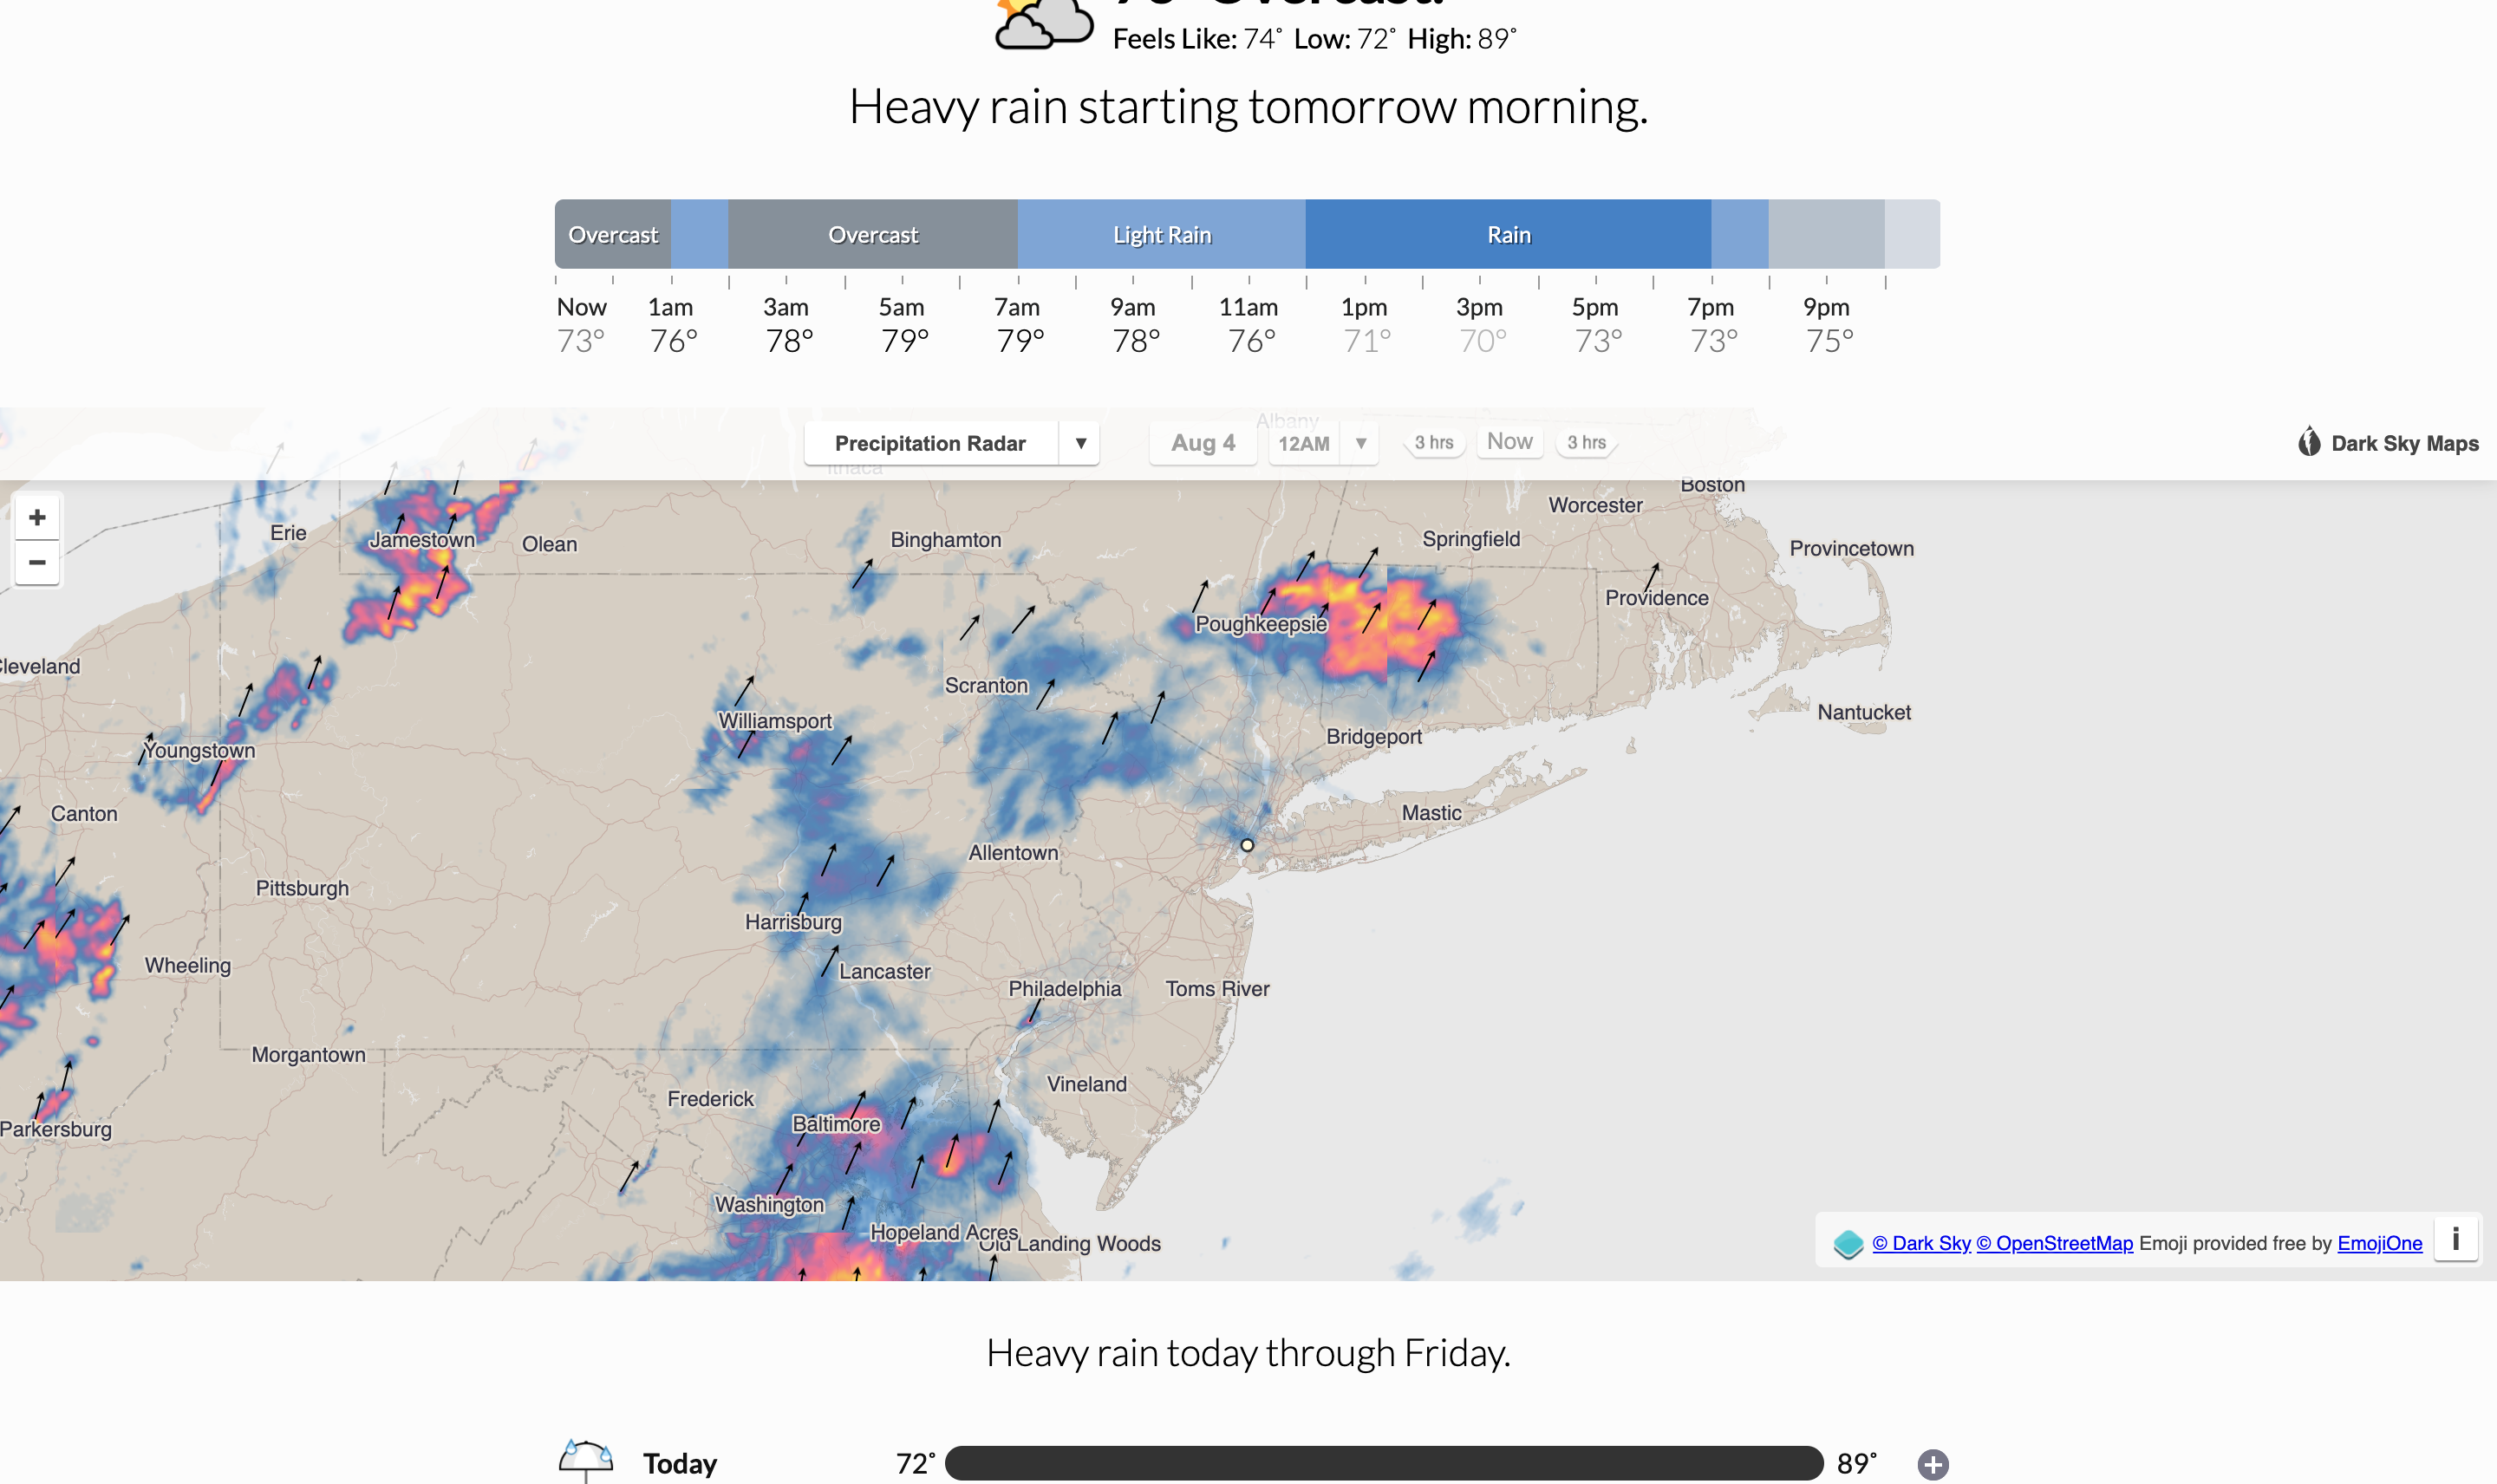 Feels Like: 74˚ Low: 72˚ High: 89˚
Heavy rain starting tomorrow morning.
Overcast Overcast Light Rain Rain
Now 1am 3am 5am 7am 9am 11am 1pm 3pm 5pm 7pm 9pm
73° 76° 78° 79° 79° 78° 76° 71° 70° 73° 73° 75°
Albany
Precipitation Radar ▼ Aug 4 12AM ▼ 3 hrs Now 3 hrs Dark Sky Maps
Ithaca
Boston
Worcester
+
Erie Jamestown Olean Binghamton Springfield Provincetown
−
Providence
Poughkeepsie
Cleveland
Scranton
Williamsport Nantucket
Youngstown Bridgeport
Canton Mastic
Allentown
Pittsburgh
Harrisburg
Wheeling Lancaster
Philadelphia Toms River
Morgantown
Vineland
Frederick
Parkersburg Baltimore
Washington
Hopeland Acres
Old Landing Woods
© Dark Sky © OpenStreetMap Emoji provided free by EmojiOne i
Heavy rain today through Friday.
Today 72˚ 89˚ +